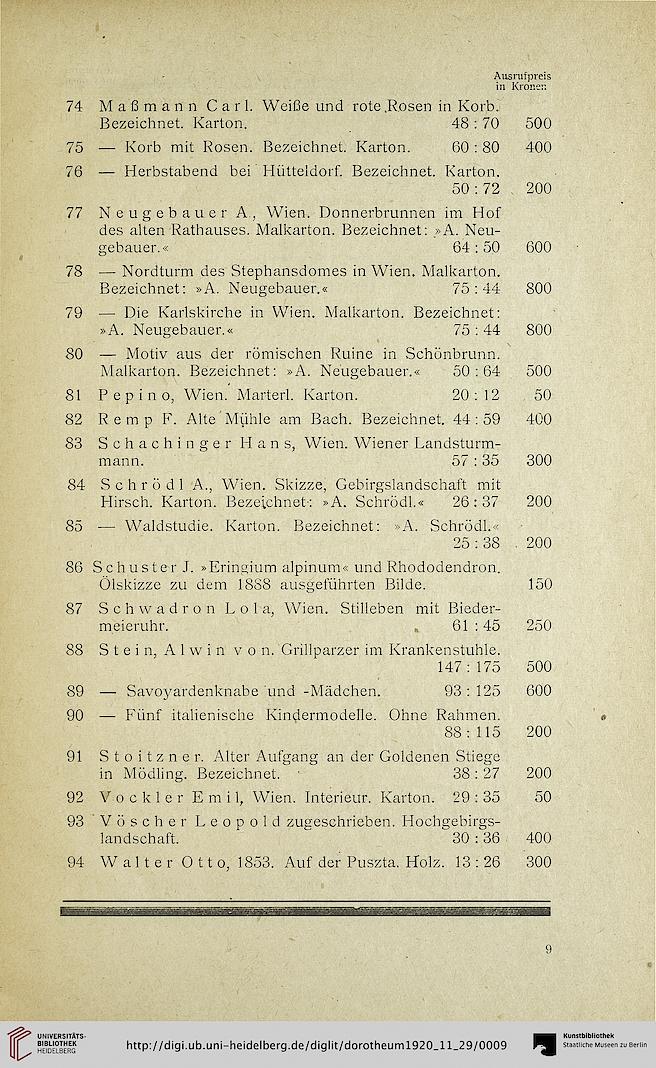 Ausrufpreis
in Kronen
74 Maßmann Carl. Weiße und rote Rosen in Korb.
Bezeichnet. Karton. 48 : 70 500
75 — Korb mit Rosen. Bezeichnet. Karton. 60 : 80 400
76 — Herbstabend bei Hütteldorf. Bezeichnet. Karton.
50 : 72 200
77 Neugebauer A., Wien. Donnerbrunnen im Hof
des alten Rathauses. Malkarton. Bezeichnet: »A. Neu-
gebauer.« 64 : 50 600
78 — Nordturm des Stephansdomes in Wien. Malkarton.
Bezeichnet: »A. Neugebauer.« 75 : 44 800
79 — Die Karlskirche in Wien. Malkarton. Bezeichnet:
»A. Neugebauer.« 75 : 44 800
80 — Motiv aus der römischen Ruine in Schönbrunn.
Malkarton. Bezeichnet: »A. Neugebauer.« 50 : 64 500
81 Pepino, Wien. Marterl. Karton. 20 : 12 50
82 Remp F. Alte Mühle am Bach. Bezeichnet. 44 : 59 400
83 Schachinger Hans, Wien. Wiener Landsturm-
mann. 57 : 35 300
84 Schrödl A., Wien. Skizze, Gebirgslandschaft mit
Hirsch. Karton. Bezeichnet: »A. Schrödl.« 26 : 37 200
85 — Waldstudie. Karton. Bezeichnet: »A. Schrödl.«
25 : 38 200
86 Schuster J. »Eringium alpinum« und Rhododendron.
Ölskizze zu dem 1888 ausgeführten Bilde. 150
87 Schwadron Lola, Wien. Stilleben mit Bieder-
meieruhr. 61 : 45 250
88 Stein, Alwin von. Grillparzer im Krankenstuhle.
147 : 175 500
89 — Savoyardenknabe und -Mädchen. 93 : 125 600
90 — Fünf italienische Kindermodelle. Ohne Rahmen.
88 : 115 200
91 Stoitzner. Alter Aufgang an der Goldenen Stiege
in Mödling. Bezeichnet. 38 : 27 200
92 Vockler Emil, Wien. Interieur. Karton. 29 : 35 50
93 Vöscher Leopold zugeschrieben. Hochgebirgs-
landschaft. 30 : 36 400
94 Walter Otto, 1853. Auf der Puszta. Holz. 13 : 26 300
9
UNIVERSITÄTS-
BIBLIOTHEK
HEIDELBERG
http://digi.ub.uni-heidelberg.de/diglit/dorotheum1920_11_29/0009
Kunstbibliothek
Staatliche Museen zu Berlin